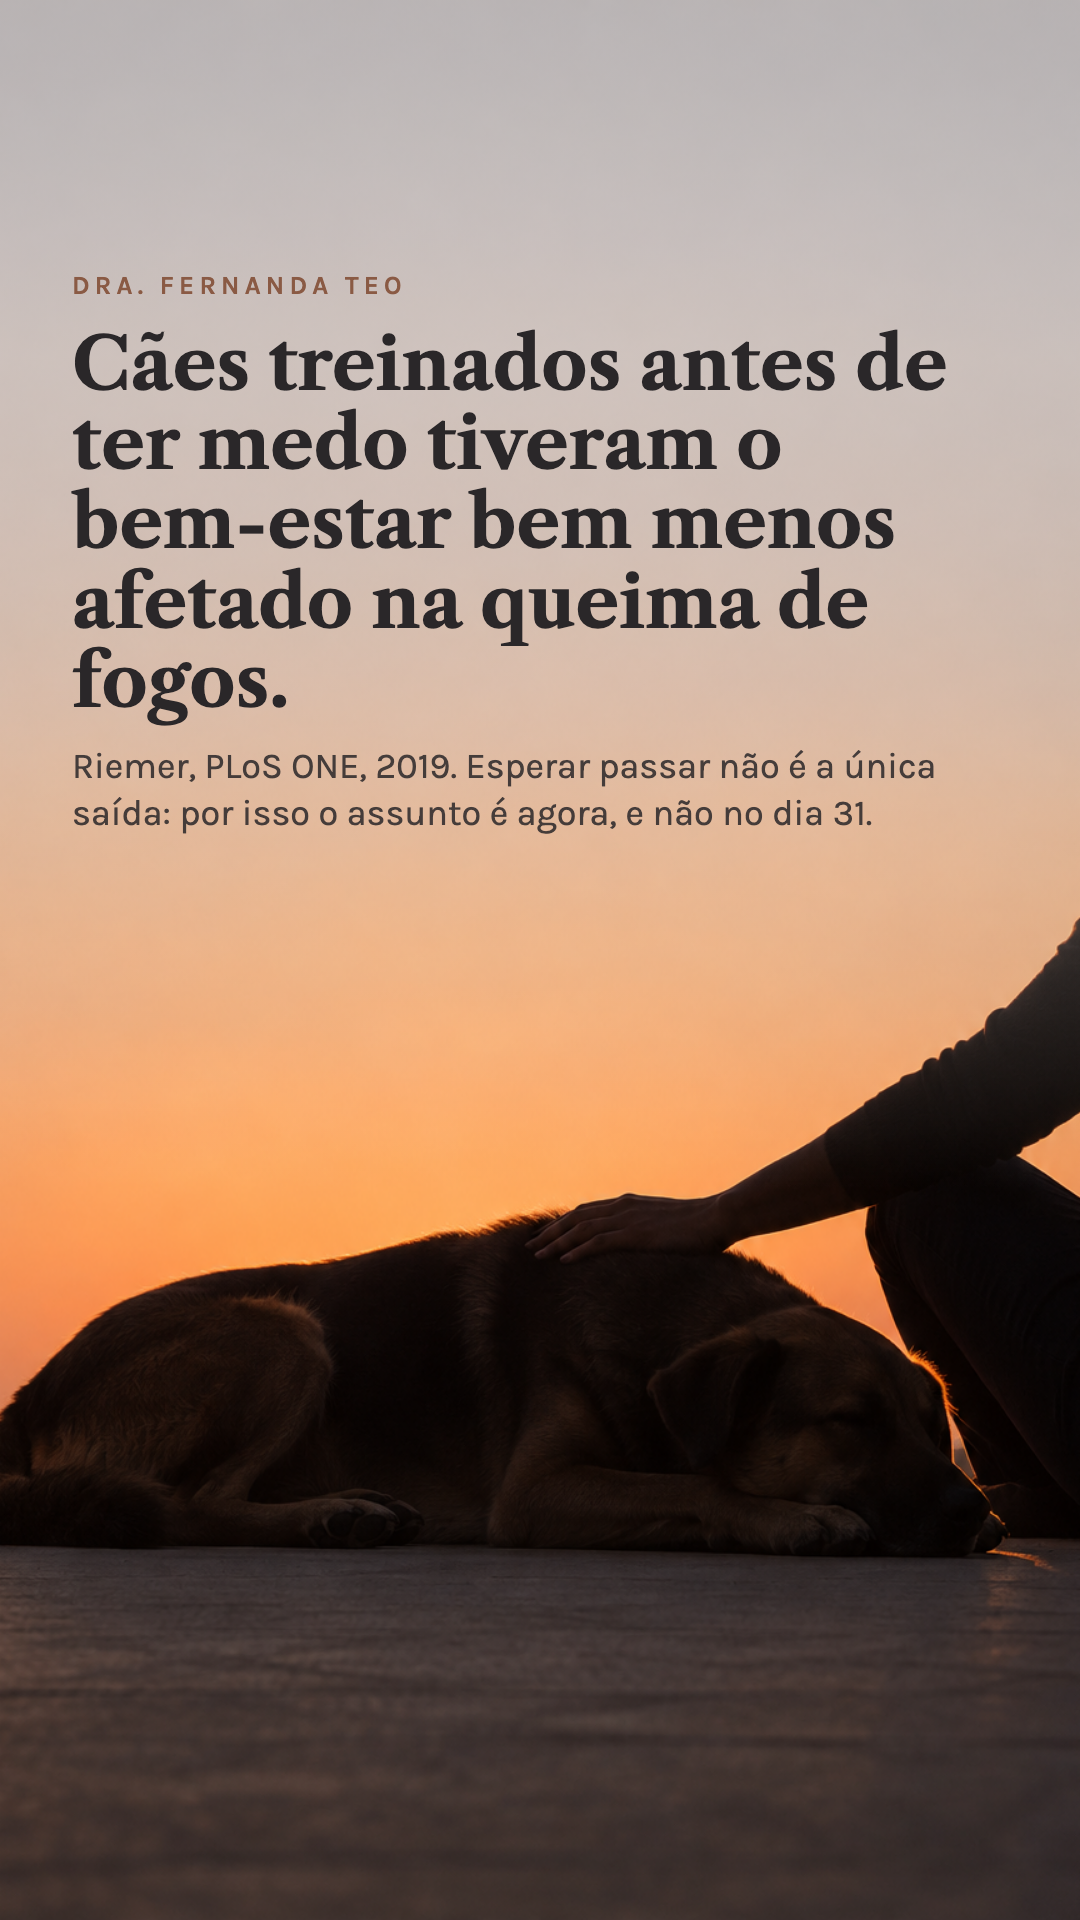 DRA. FERNANDA TEO
Cães treinados antes de
ter medo tiveram o
bem-estar bem menos
afetado na queima de
fogos.
Riemer, PLoS ONE, 2019. Esperar passar não é a única
saída: por isso o assunto é agora, e não no dia 31.